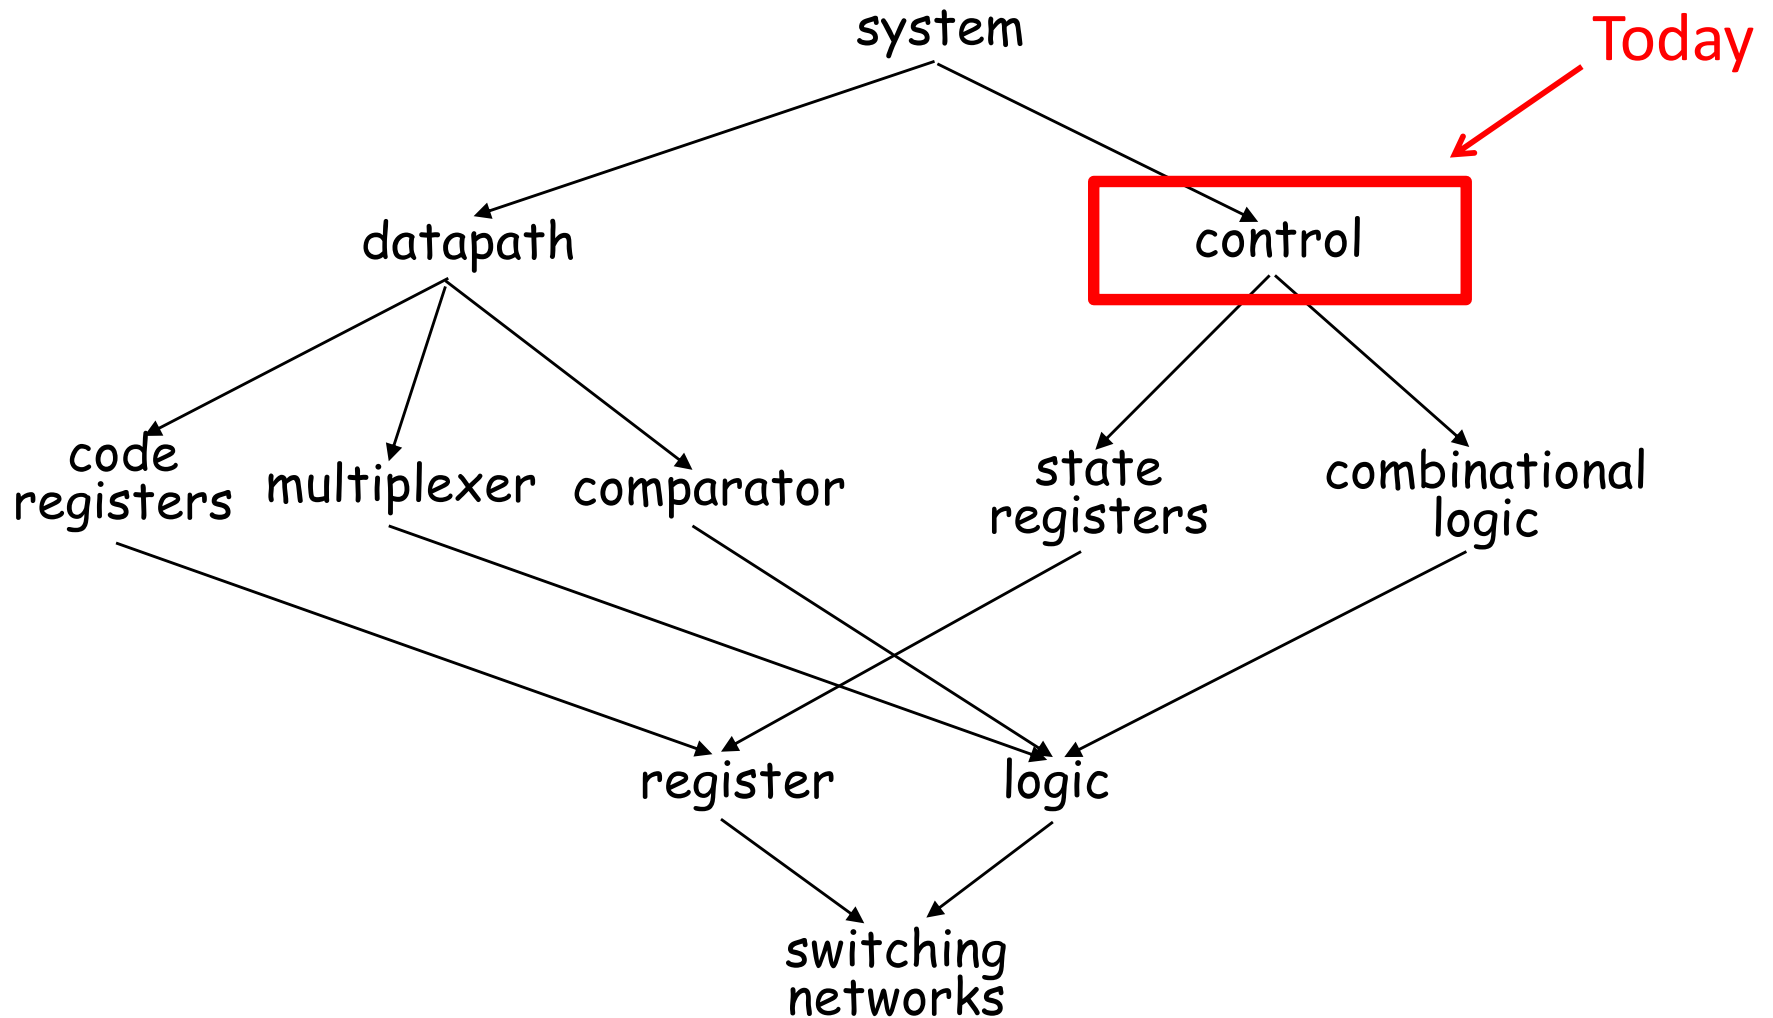 system
Today
datapath
control
code
registers
multiplexer
comparator
state
registers
combinational
logic
register
logic
switching
networks